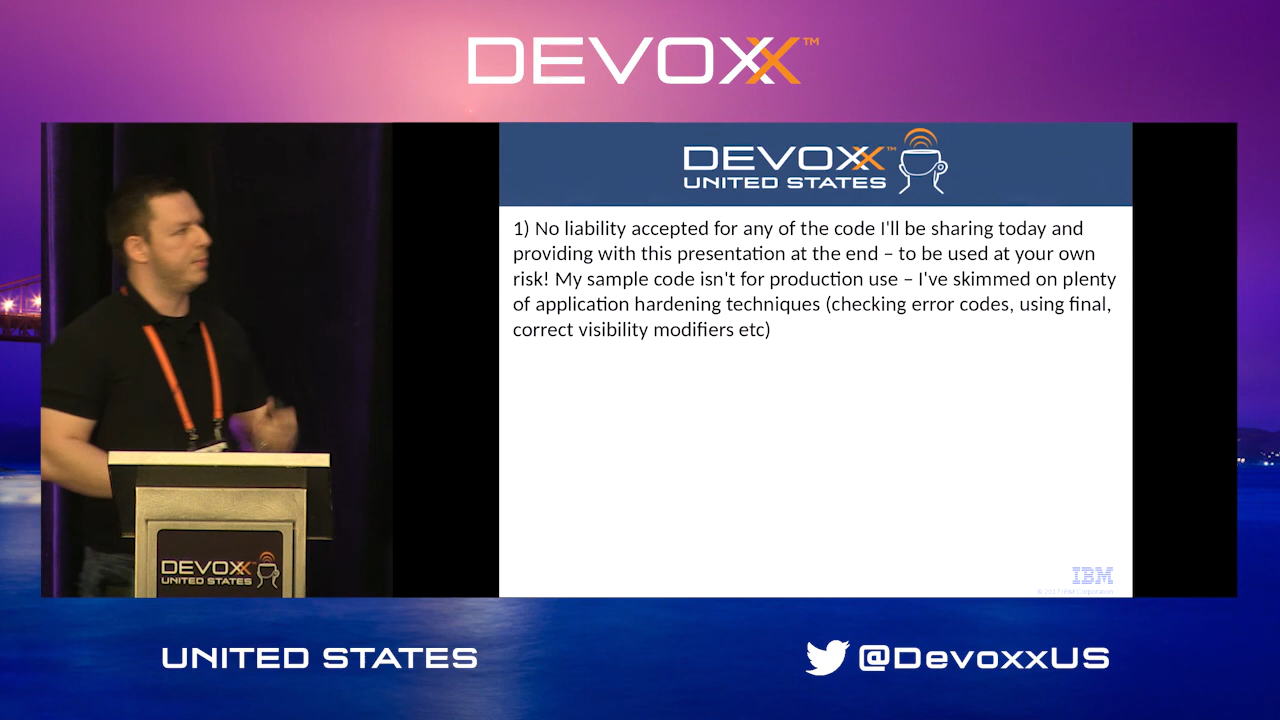 DEVOXX™
DEVOXX™
UNITED STATES
1) No liability accepted for any of the code I'll be sharing today and
providing with this presentation at the end – to be used at your own
risk! My sample code isn't for production use – I've skimmed on plenty
of application hardening techniques (checking error codes, using final,
correct visibility modifiers etc)
IBM
© 2017 IBM Corporation
DEVOXX
UNITED STATES
UNITED STATES
@DevoxxUS